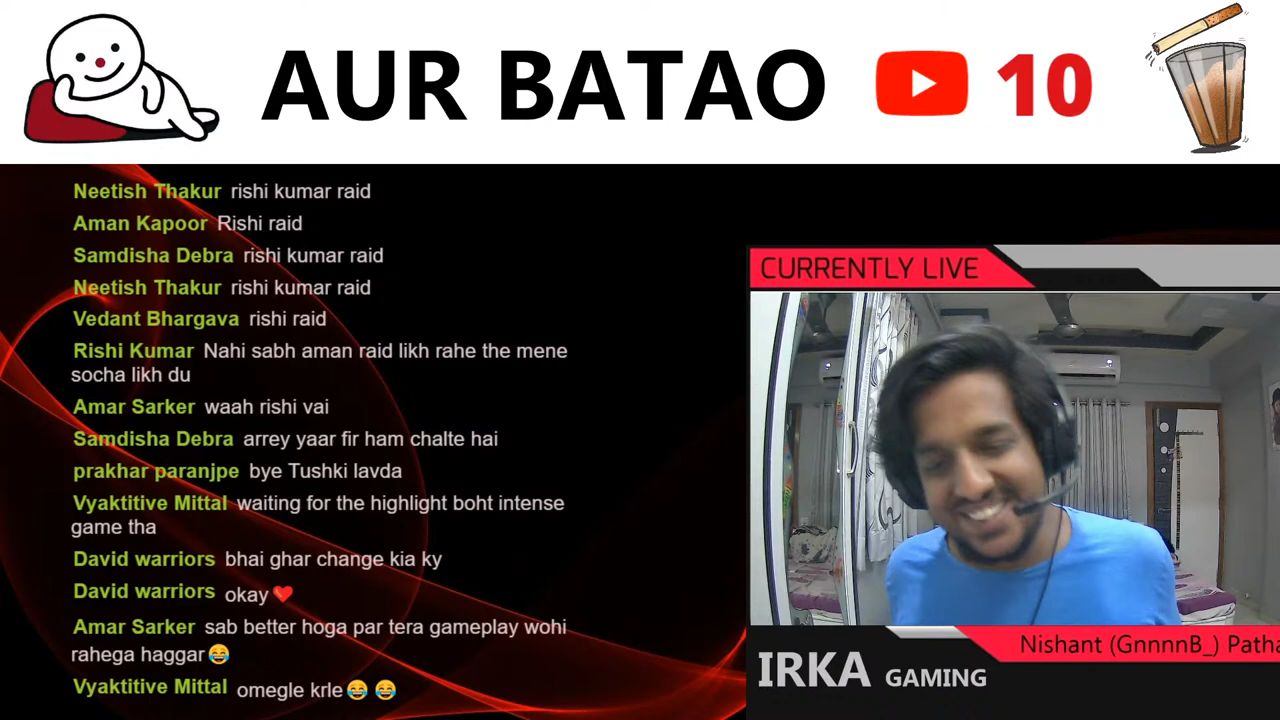 AUR BATAO
10
Neetish Thakur rishi kumar raid
Aman Kapoor Rishi raid
Samdisha Debra rishi kumar raid
Neetish Thakur rishi kumar raid
Vedant Bhargava rishi raid
Rishi Kumar Nahi sabh aman raid likh rahe the mene
socha likh du
Amar Sarker waah rishi vai
Samdisha Debra arrey yaar fir ham chalte hai
prakhar paranjpe bye Tushki lavda
Vyaktitive Mittal waiting for the highlight boht intense
game tha
David warriors bhai ghar change kia ky
David warriors okay❤️
Amar Sarker sab better hoga par tera gameplay wohi
rahega haggar😂
Vyaktitive Mittal omegle krle😂 😂
CURRENTLY LIVE
Nishant (GnnnnB_) Patha
IRKA GAMING